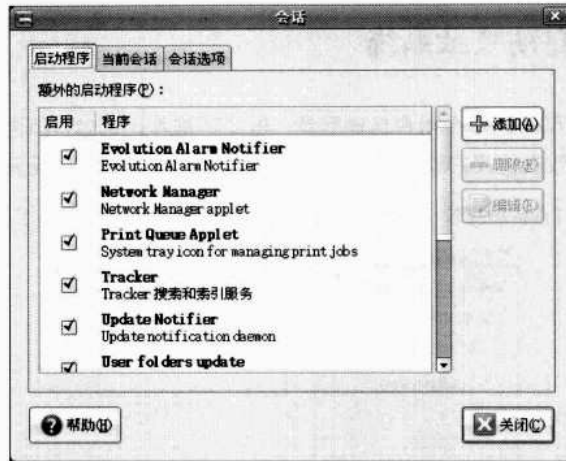 会话
启动程序 当前会话 会话选项
额外的启动程序(P)：
启用 程序
Evolution Alarm Notifier
Evolution Alarm Notifier
Network Manager
Network Manager applet
Print Queue Applet
System tray icon for managing print jobs
Tracker
Tracker 搜索和索引服务
Update Notifier
Update notification daemon
User folders update
添加(A)
删除(R)
编辑(E)
帮助(H)
关闭(C)